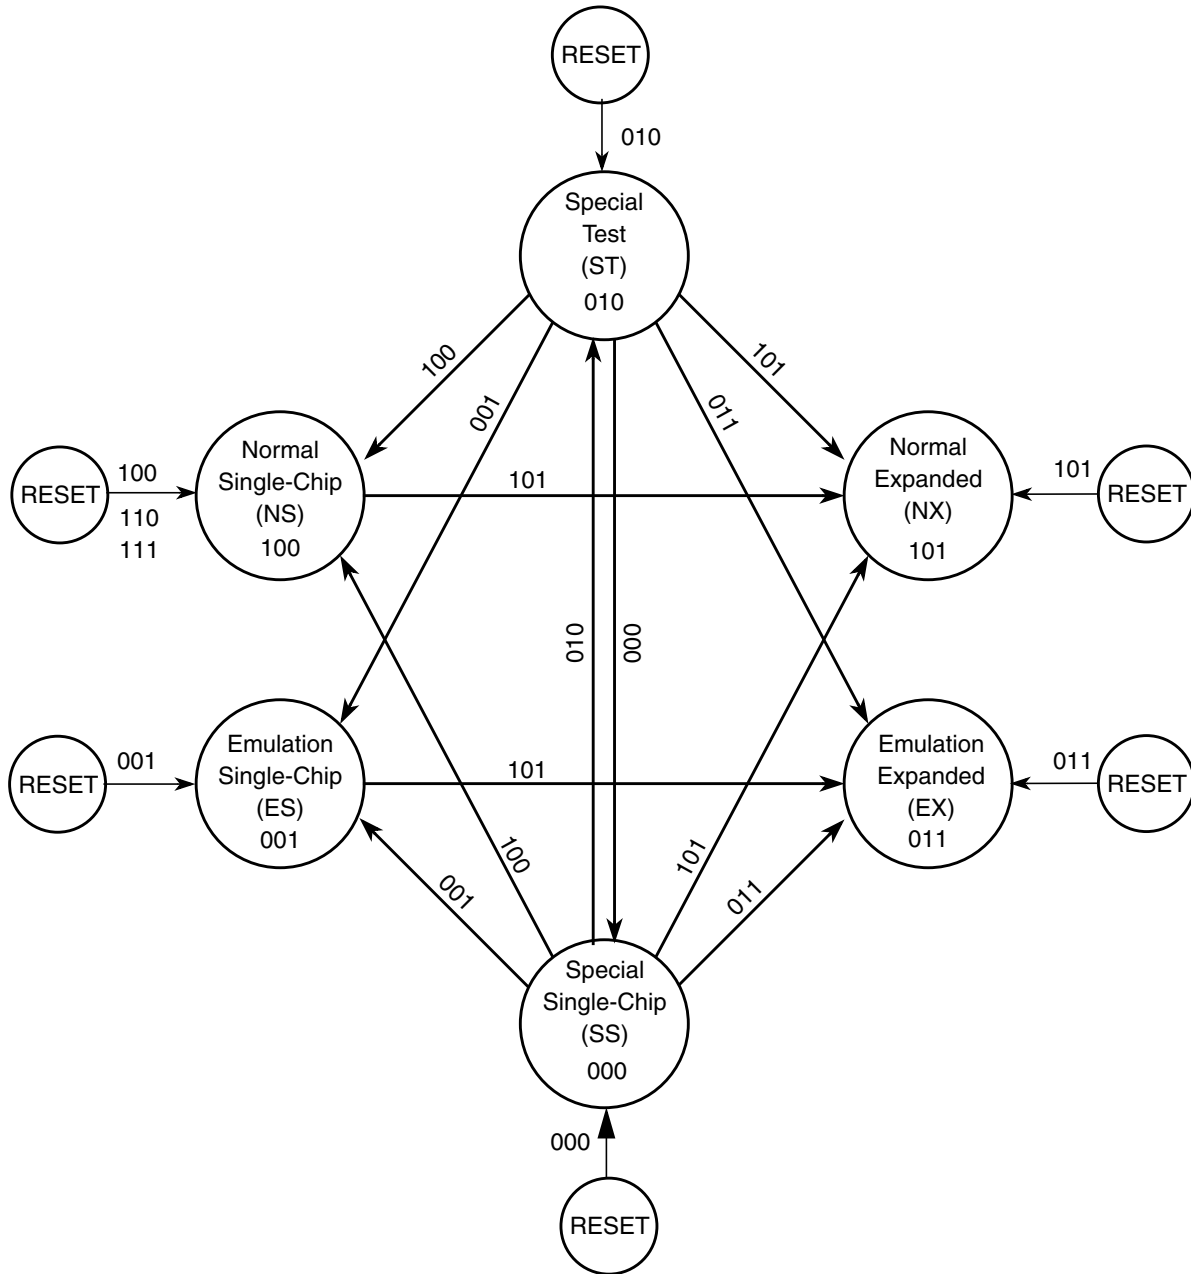 RESET
010
Special
Test
(ST)
010
100
101
001
011
Normal
Single-Chip
(NS)
100
Normal
Expanded
(NX)
101
RESET
100
110
111
101
101
RESET
010
000
Emulation
Single-Chip
(ES)
001
Emulation
Expanded
(EX)
011
RESET
001
101
011
RESET
100
101
001
011
Special
Single-Chip
(SS)
000
000
RESET